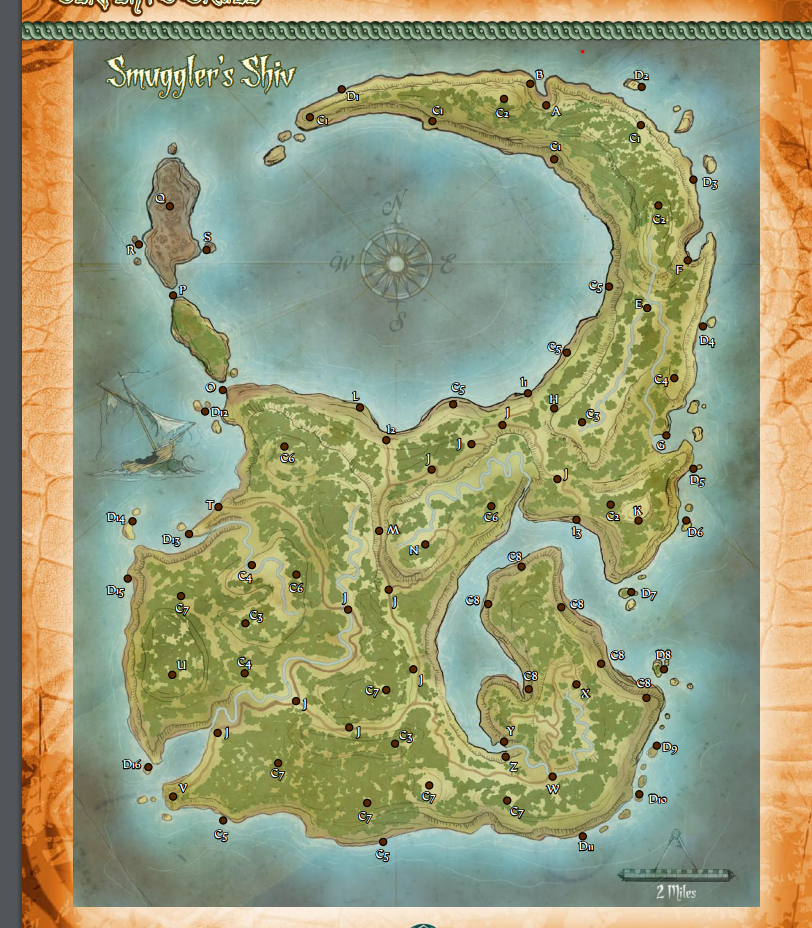 Smuggler's Shiv
B
D2
D1
C1
C2
A
C1
C1
C1
D3
Q
C2
N
R
S
W
E
F
P
C5
S
E
D4
C5
C4
O
I1
L
C5
H
D12
J
C3
I2
J
G
C6
J
J
D5
T
C6
C2
K
D14
M
I3
D6
D13
N
C8
C4
D15
C6
D7
C7
J
J
C8
C8
C3
U
C4
C8
D8
J
C8
C7
C8
X
J
J
J
C3
Y
D9
D16
C7
Z
V
C7
W
C7
C7
D10
C5
C5
D11
2 Miles